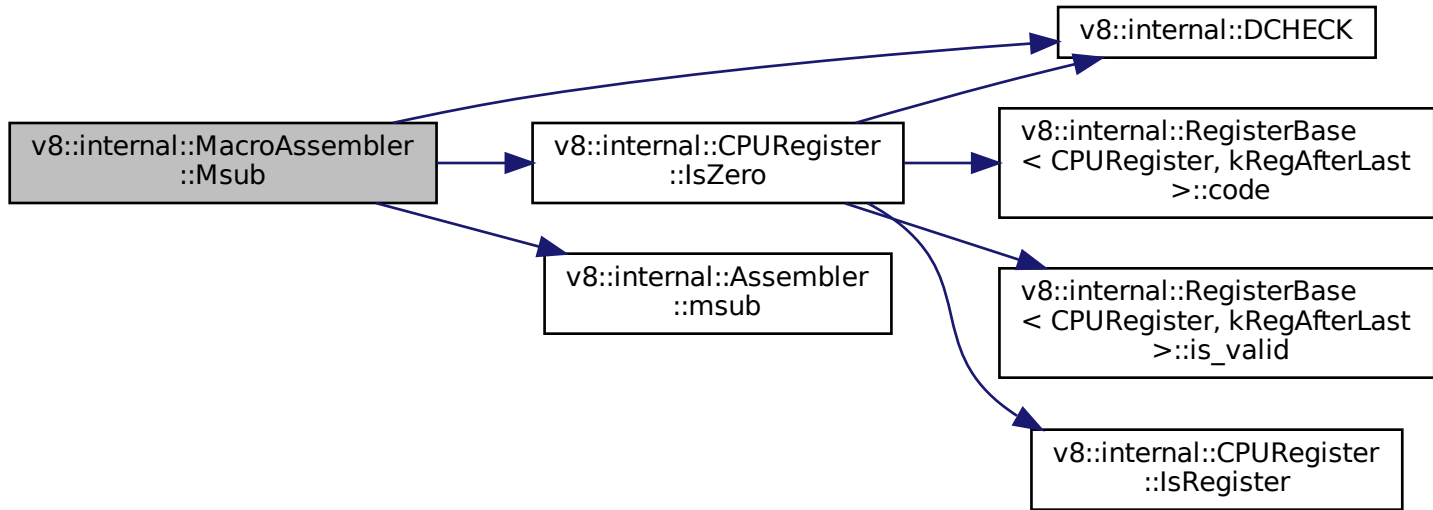 v8::internal::MacroAssembler
::Msub
v8::internal::CPURegister
::IsZero
v8::internal::Assembler
::msub
v8::internal::DCHECK
v8::internal::RegisterBase
< CPURegister, kRegAfterLast
>::code
v8::internal::RegisterBase
< CPURegister, kRegAfterLast
>::is_valid
v8::internal::CPURegister
::IsRegister